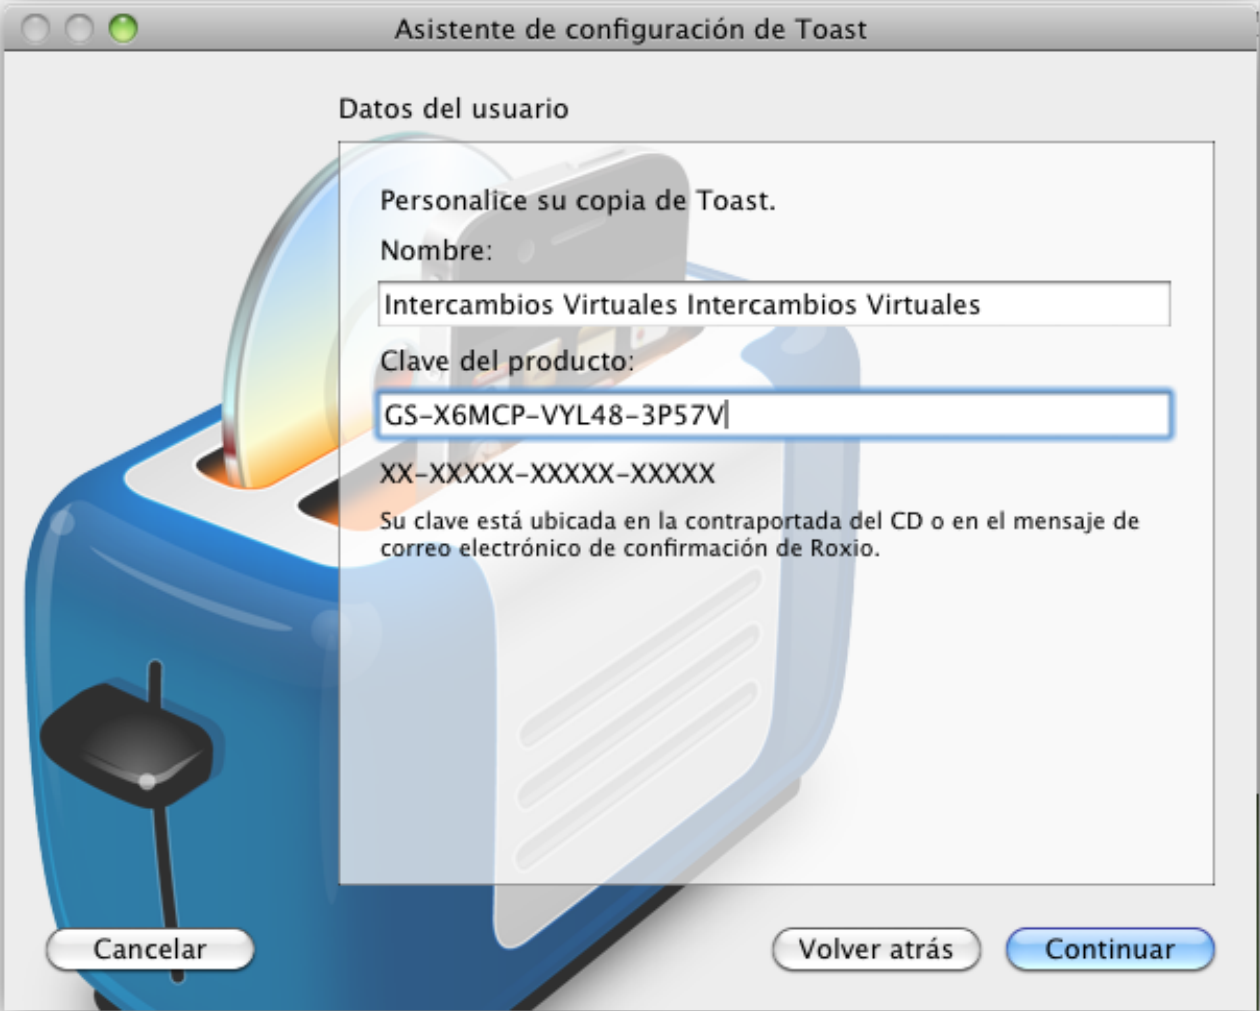 Asistente de configuración de Toast
Datos del usuario
Personalice su copia de Toast.
Nombre:
Intercambios Virtuales Intercambios Virtuales
Clave del producto:
GS-X6MCP-VYL48-3P57V
XX-XXXXX-XXXXX-XXXXX
Su clave está ubicada en la contraportada del CD o en el mensaje de
correo electrónico de confirmación de Roxio.
Cancelar
Volver atrás
Continuar